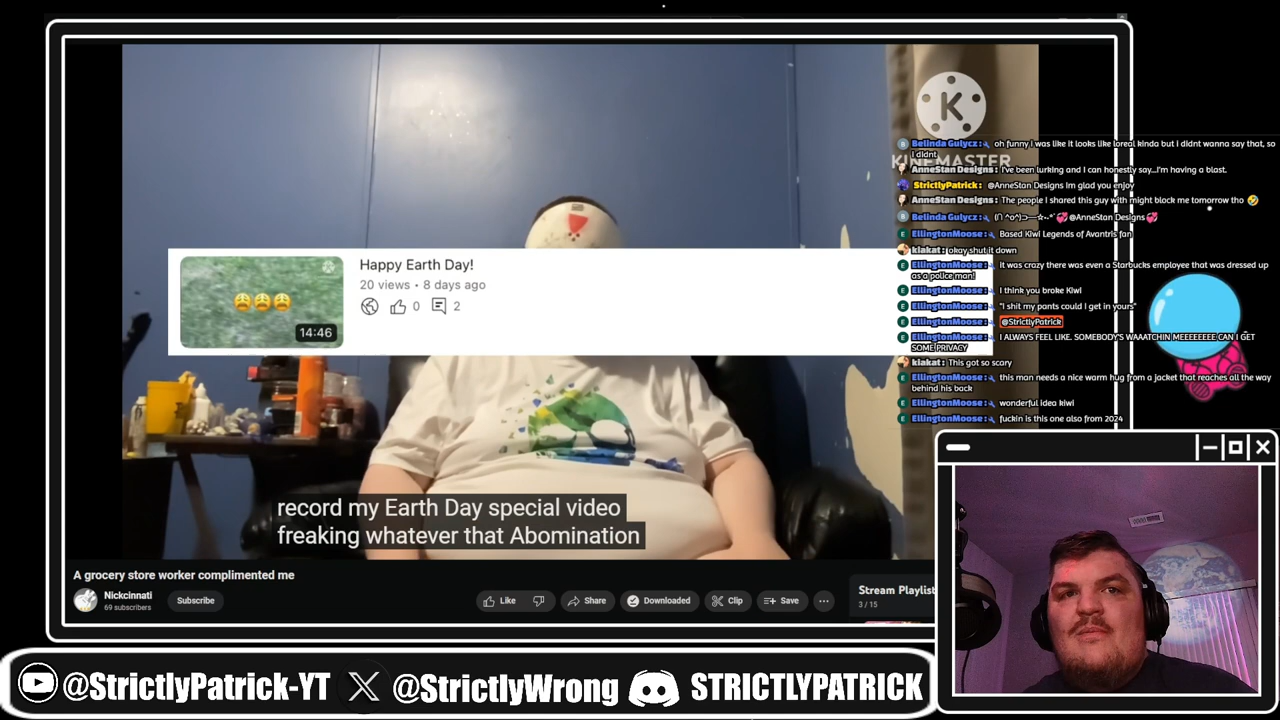 K
KINEMASTER
Happy Earth Day!
20 views • 8 days ago
0
2
14:46
record my Earth Day special video
freaking whatever that Abomination
A grocery store worker complimented me
Nickcinnati
69 subscribers
Subscribe
Like
Share
Downloaded
Clip
Save
Stream Playlist
3 / 15
Belinda Gulycz: oh funny i was like it looks like loreal kinda but i didnt wanna say that, so
i didnt
AnneStan Designs: I've been lurking and I can honestly say...I'm having a blast.
StrictlyPatrick: @AnneStan Designs Im glad you enjoy
AnneStan Designs: The people I shared this guy with might block me tomorrow tho 🤣
Belinda Gulycz: (∩ ^o^)⊃━☆ @AnneStan Designs
EllingtonMoose: Based Kiwi Legends of Avantris fan
kiakat: okay shut it down
EllingtonMoose: it was crazy there was even a Starbucks employee that was dressed up
as a police man!
EllingtonMoose: I think you broke Kiwi
EllingtonMoose: "I shit my pants could I get in yours"
EllingtonMoose: @StrictlyPatrick
EllingtonMoose: I ALWAYS FEEL LIKE. SOMEBODY'S WAAATCHIN MEEEEEEEE CAN I GET
SOME PRIVACY
kiakat: This got so scary
EllingtonMoose: this man needs a nice warm hug from a jacket that reaches all the way
behind his back
EllingtonMoose: wonderful idea kiwi
EllingtonMoose: fuckin is this one also from 2024
@StrictlyPatrick-YT
@StrictlyWrong
STRICTLYPATRICK